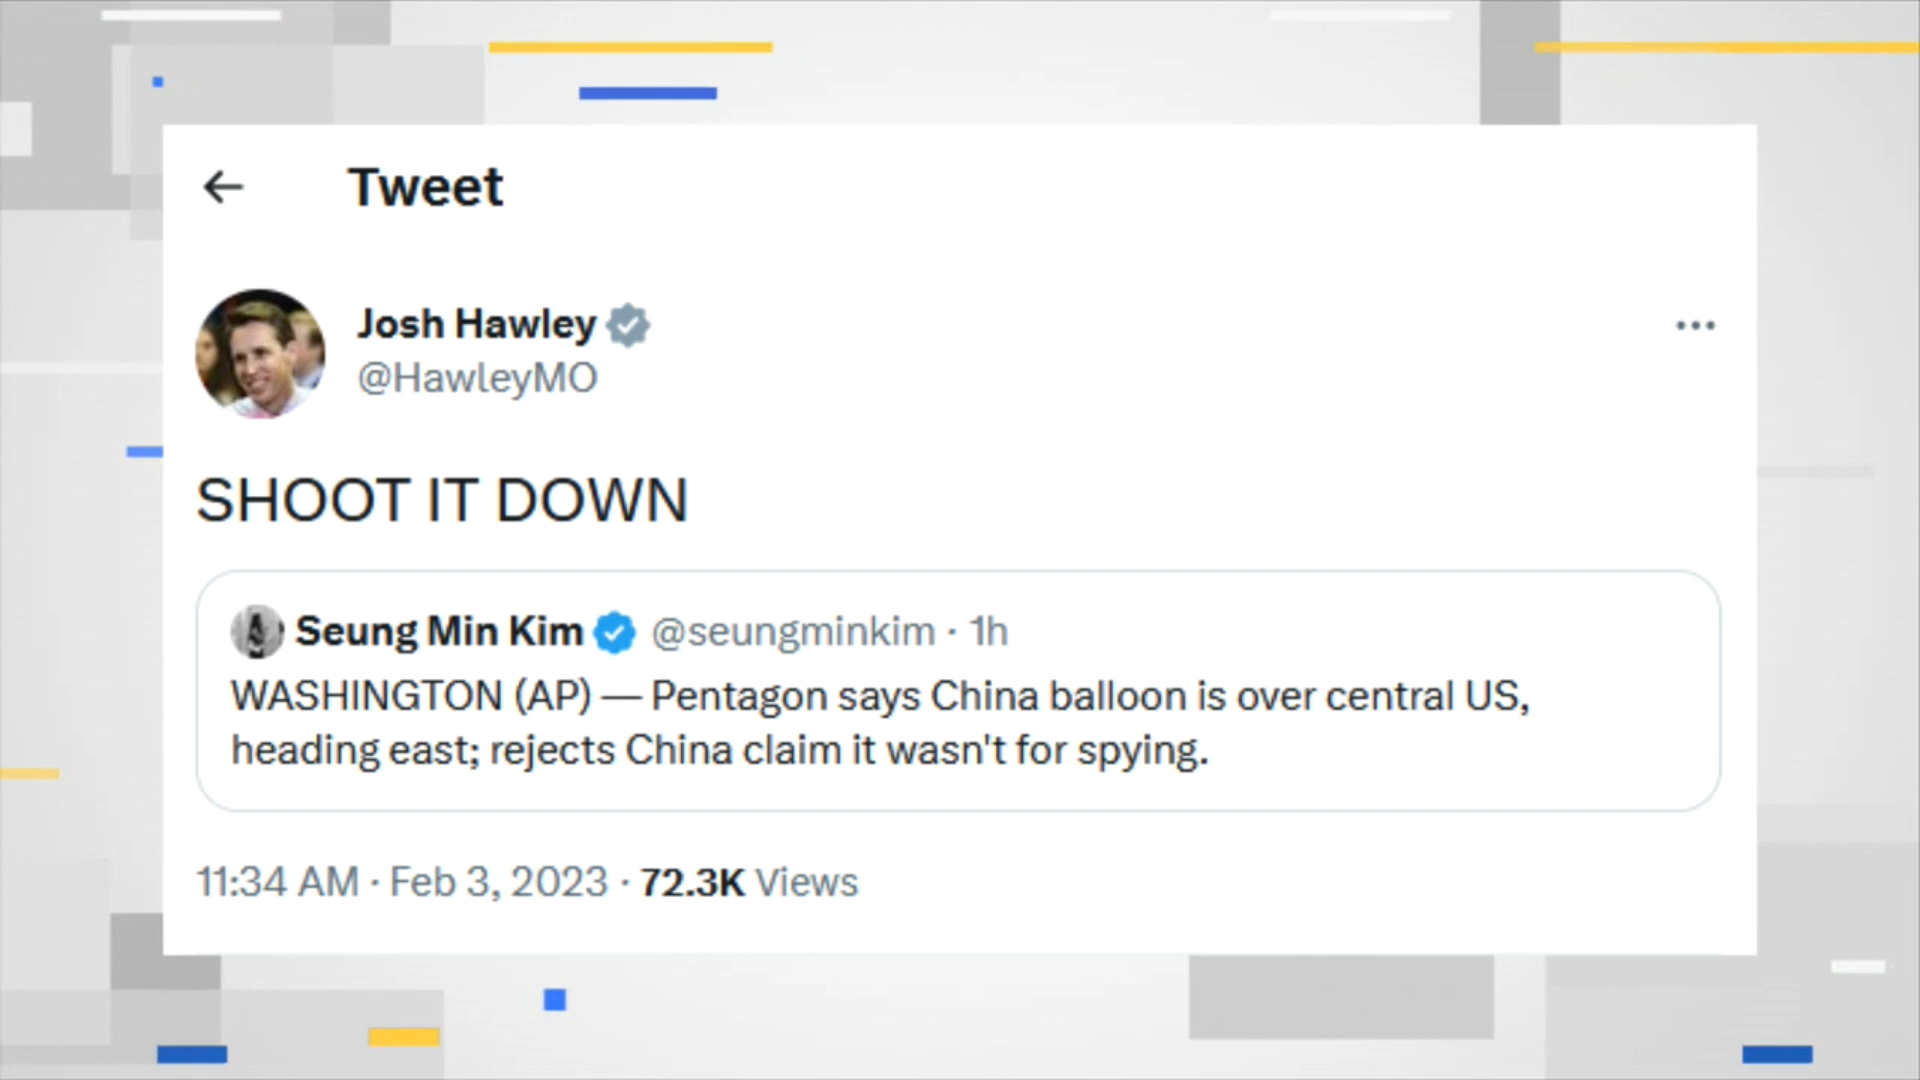 Tweet
Josh Hawley
@HawleyMO
SHOOT IT DOWN
Seung Min Kim @seungminkim · 1h
WASHINGTON (AP) — Pentagon says China balloon is over central US,
heading east; rejects China claim it wasn't for spying.
11:34 AM · Feb 3, 2023 · 72.3K Views